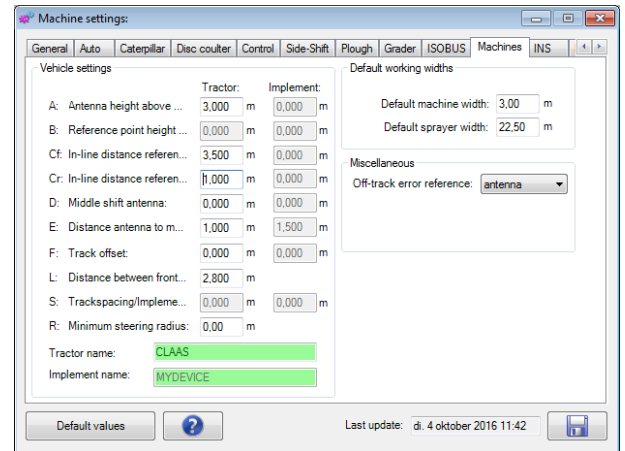 Machine settings:
General Auto Caterpillar Disc coulter Control Side-Shift Plough Grader ISOBUS Machines INS
Vehicle settings
Tractor: Implement:
A: Antenna height above ... 3,000 m 0,000 m
B: Reference point height ... 0,000 m 0,000 m
Cf: In-line distance referen... 3,500 m 0,000 m
Cr: In-line distance referen... 1,000 m 0,000 m
D: Middle shift antenna: 0,000 m 0,000 m
E: Distance antenna to m... 1,000 m 1,500 m
F: Track offset: 0,000 m 0,000 m
L: Distance between front... 2,800 m
S: Trackspacing/Impleme... 0,000 m 0,000 m
R: Minimum steering radius: 0,00 m
Tractor name: CLAAS
Implement name: MYDEVICE
Default working widths
Default machine width: 3,00 m
Default sprayer width: 22,50 m
Miscellaneous
Off-track error reference: antenna
Default values
?
Last update: di. 4 oktober 2016 11:42